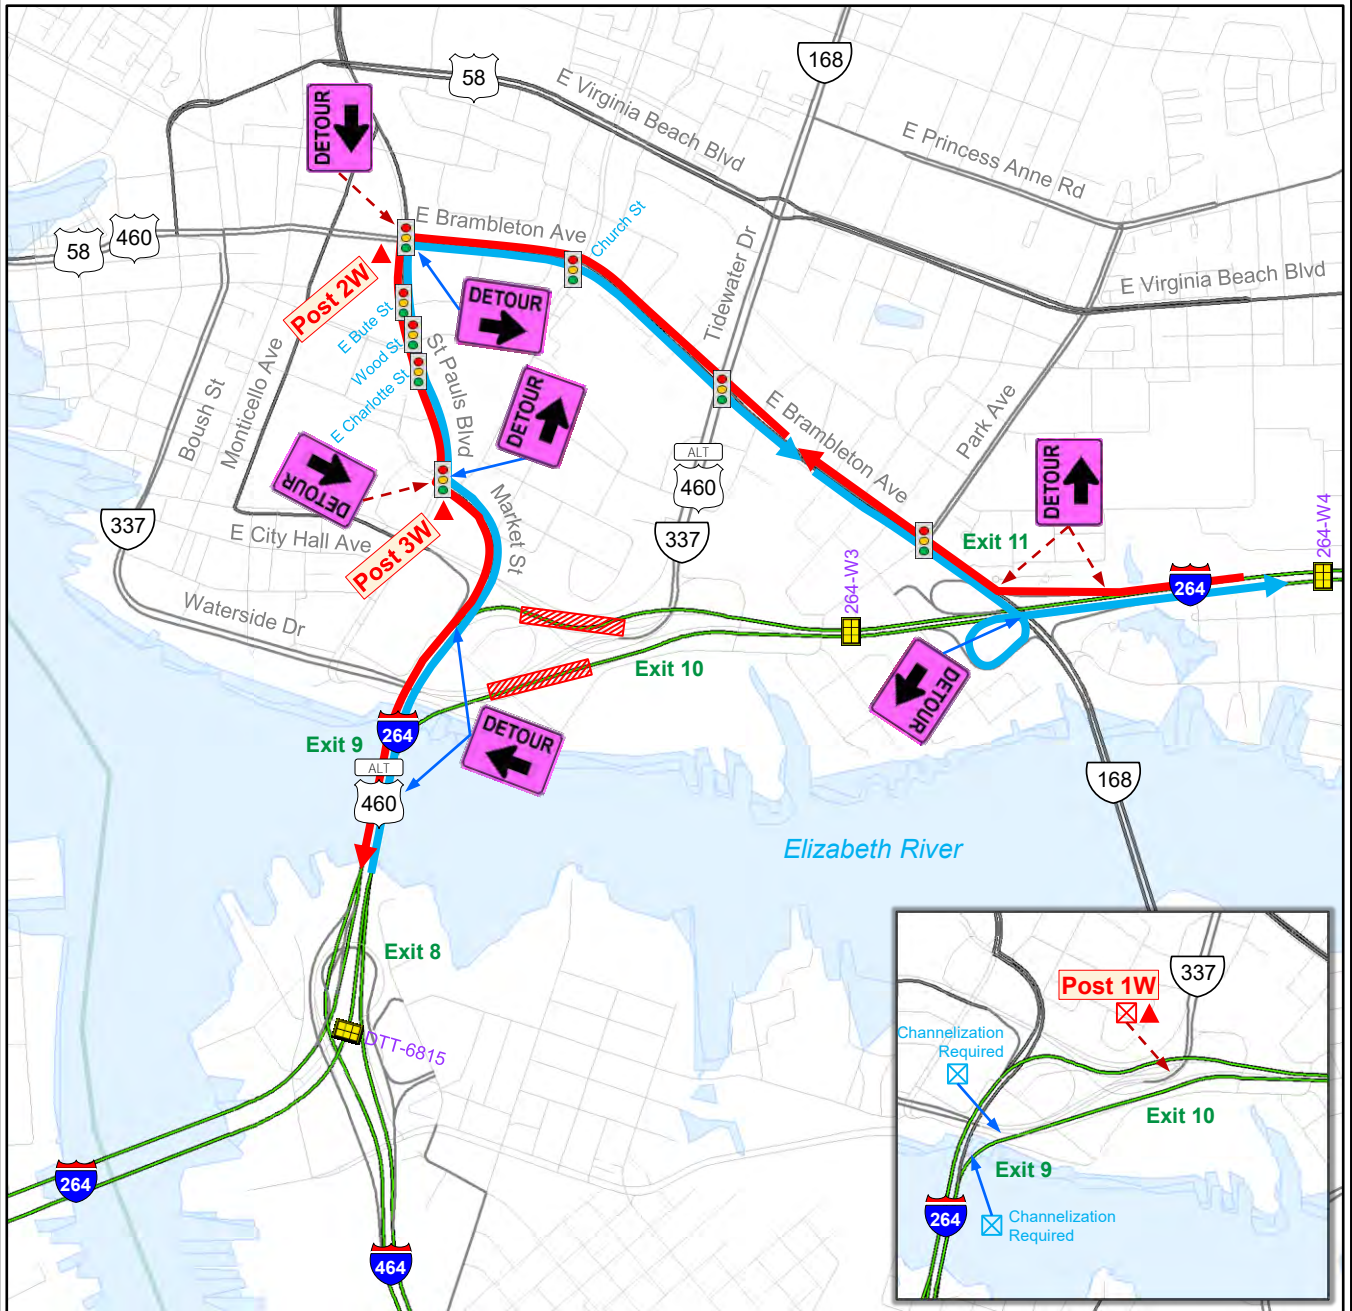 58
168
E Virginia Beach Blvd
E Princess Anne Rd
DETOUR
58
460
E Brambleton Ave
Church St
Tidewater Dr
E Virginia Beach Blvd
Post 2W
DETOUR
E Bute St
Wood St
E Charlotte St
St Pauls Blvd
Boush St
Monticello Ave
DETOUR
E Brambleton Ave
Park Ave
DETOUR
ALT
460
DETOUR
337
E City Hall Ave
Post 3W
Market St
337
Exit 11
264-W3
264-W4
264
Waterside Dr
Exit 10
DETOUR
DETOUR
Exit 9
264
ALT
460
168
Elizabeth River
Exit 8
DTT-6815
264
464
Post 1W
337
Channelization
Required
Exit 10
Exit 9
264
Channelization
Required